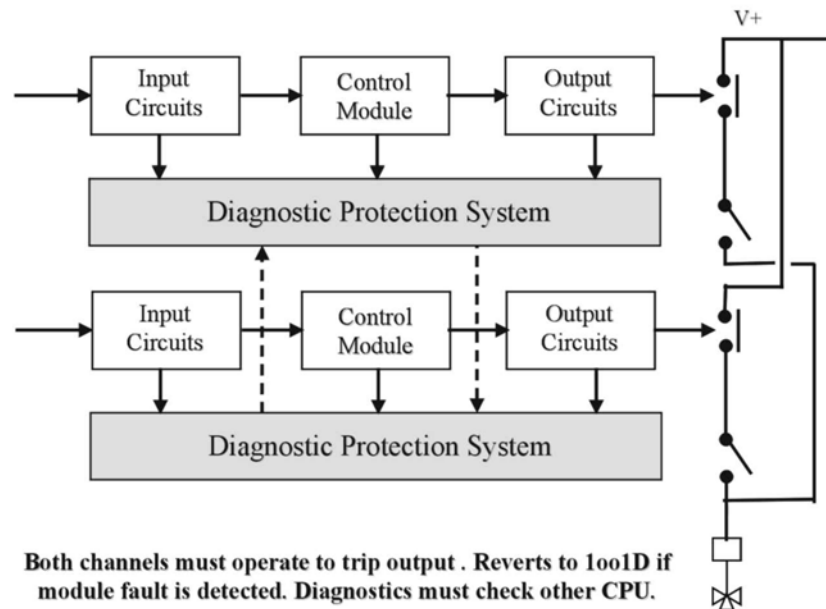 V+
Input
Circuits
Control
Module
Output
Circuits
Diagnostic Protection System
Input
Circuits
Control
Module
Output
Circuits
Diagnostic Protection System
Both channels must operate to trip output . Reverts to 1oo1D if
module fault is detected. Diagnostics must check other CPU.